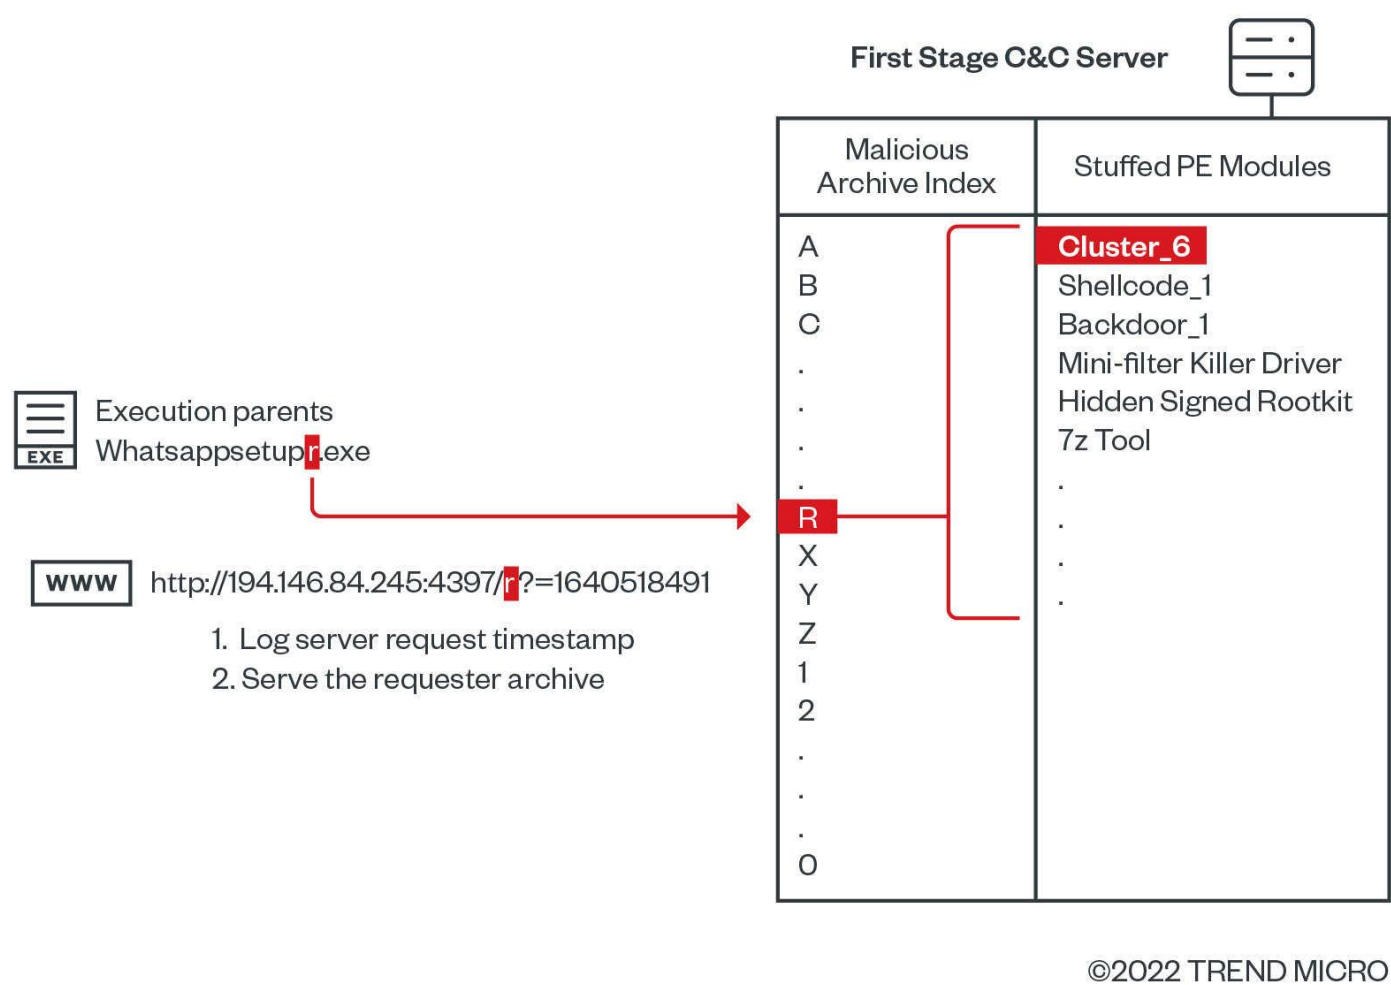 First Stage C&C Server
Malicious
Archive Index
Stuffed PE Modules
A
B
C
.
.
.
.
R
X
Y
Z
1
2
.
.
.
0
Cluster_6
Shellcode_1
Backdoor_1
Mini-filter Killer Driver
Hidden Signed Rootkit
7z Tool
.
.
.
.
EXE
Execution parents
Whatsappsetupr.exe
www
http://194.146.84.245:4397/r?=1640518491
1. Log server request timestamp
2. Serve the requester archive
©2022 TREND MICRO